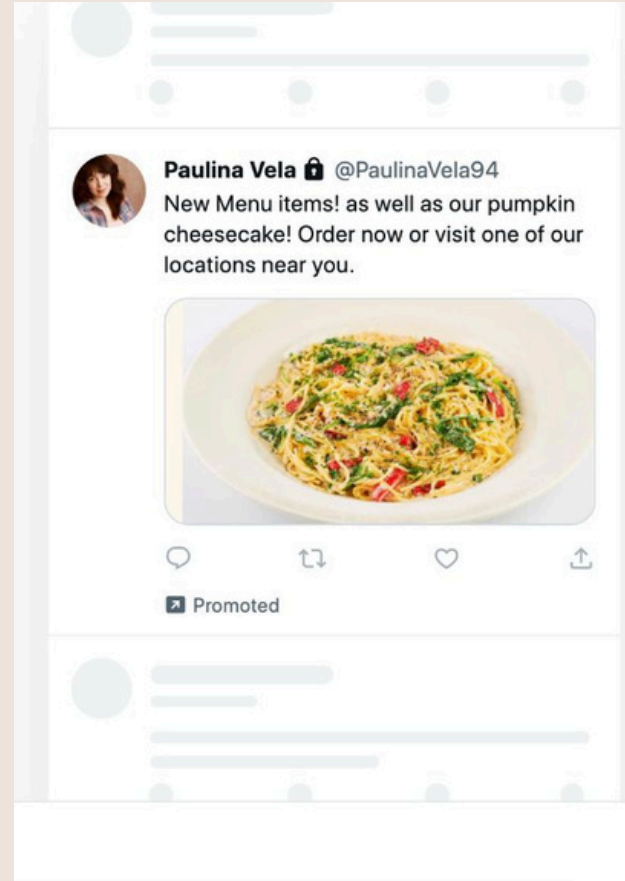 Paulina Vela @PaulinaVela94
New Menu items! as well as our pumpkin
cheesecake! Order now or visit one of our
locations near you.
Promoted